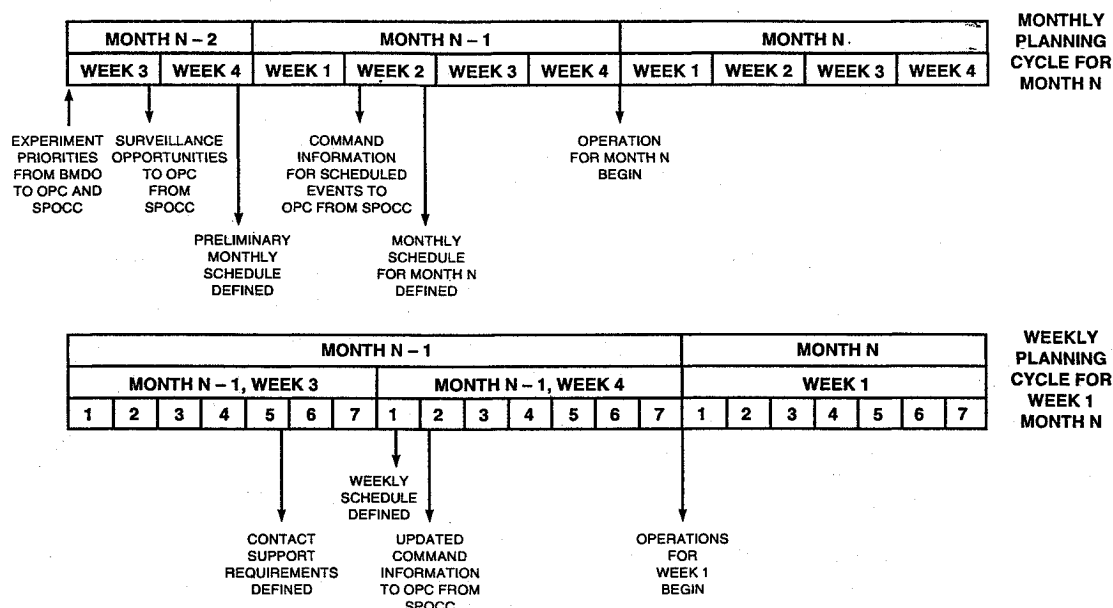 MONTH N – 2 MONTH N – 1 MONTH N
MONTHLY
PLANNING
CYCLE FOR
MONTH N
WEEK 3 WEEK 4 WEEK 1 WEEK 2 WEEK 3 WEEK 4 WEEK 1 WEEK 2 WEEK 3 WEEK 4
EXPERIMENT
PRIORITIES
FROM BMDO
TO OPC AND
SPOCC
SURVEILLANCE
OPPORTUNITIES
TO OPC
FROM
SPOCC
COMMAND
INFORMATION
FOR SCHEDULED
EVENTS TO
OPC FROM SPOCC
OPERATION
FOR MONTH N
BEGIN
PRELIMINARY
MONTHLY
SCHEDULE
DEFINED
MONTHLY
SCHEDULE
FOR MONTH N
DEFINED
MONTH N – 1 MONTH N
WEEKLY
PLANNING
CYCLE FOR
WEEK 1
MONTH N
MONTH N – 1, WEEK 3 MONTH N – 1, WEEK 4 WEEK 1
1 2 3 4 5 6 7 1 2 3 4 5 6 7 1 2 3 4 5 6 7
WEEKLY
SCHEDULE
DEFINED
CONTACT
SUPPORT
REQUIREMENTS
DEFINED
UPDATED
COMMAND
INFORMATION
TO OPC FROM
SPOCC
OPERATIONS
FOR
WEEK 1
BEGIN